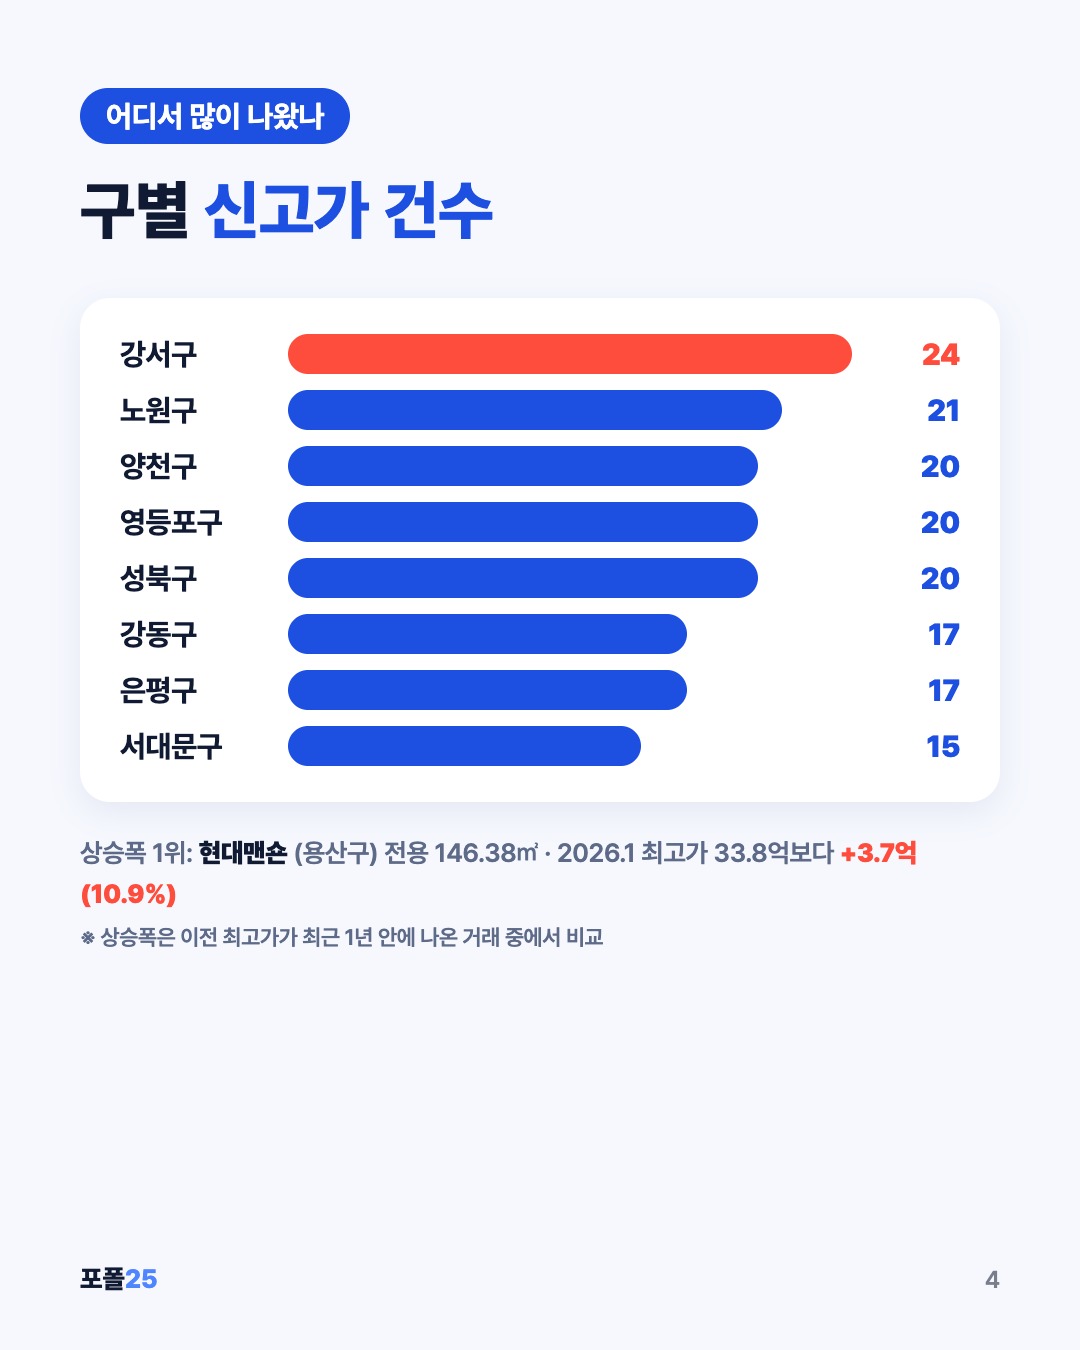 어디서 많이 나왔나
구별 신고가 건수
강서구 24
노원구 21
양천구 20
영등포구 20
성북구 20
강동구 17
은평구 17
서대문구 15
상승폭 1위: 현대맨숀 (용산구) 전용 146.38㎡ · 2026.1 최고가 33.8억보다 +3.7억
(10.9%)
※ 상승폭은 이전 최고가가 최근 1년 안에 나온 거래 중에서 비교
포폴25
4